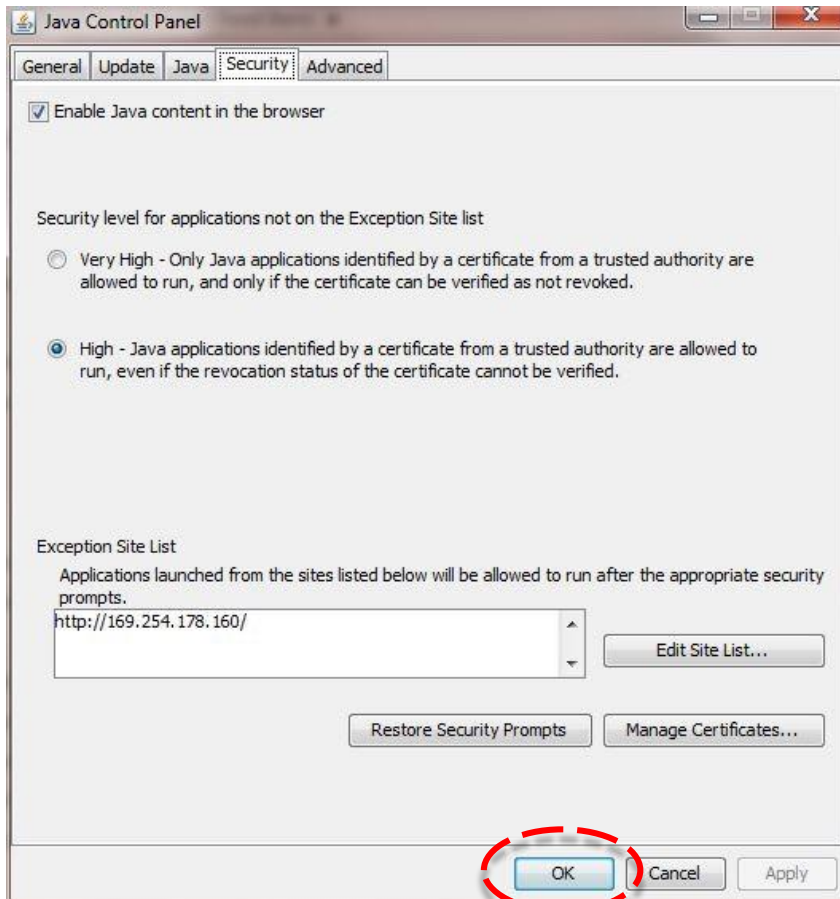 Java Control Panel
General Update Java Security Advanced
Enable Java content in the browser
Security level for applications not on the Exception Site list
Very High - Only Java applications identified by a certificate from a trusted authority are
allowed to run, and only if the certificate can be verified as not revoked.
High - Java applications identified by a certificate from a trusted authority are allowed to
run, even if the revocation status of the certificate cannot be verified.
Exception Site List
Applications launched from the sites listed below will be allowed to run after the appropriate security
prompts.
http://169.254.178.160/
Edit Site List...
Restore Security Prompts Manage Certificates...
OK Cancel Apply